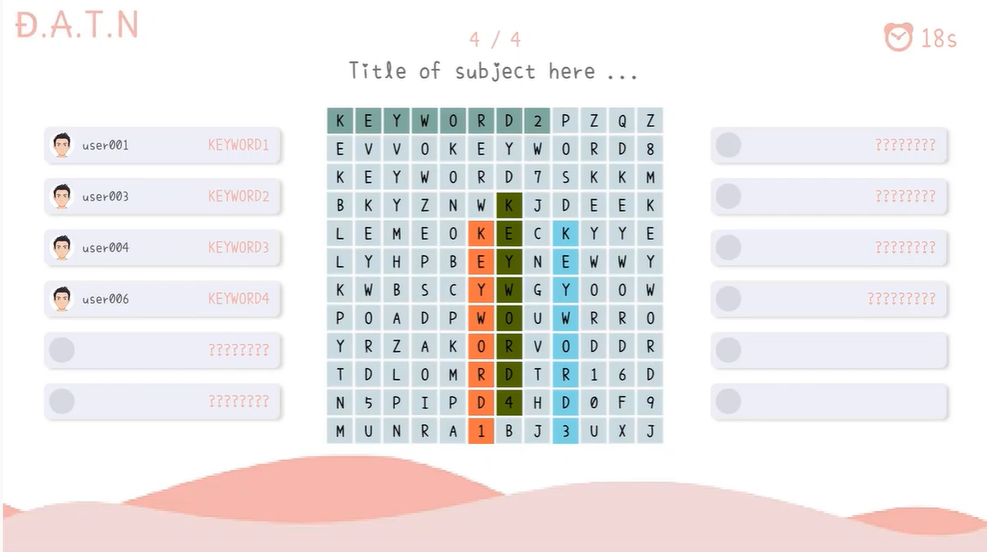 Đ.A.T.N
4 / 4
18s
Title of subject here ...
user001 KEYWORD1
user003 KEYWORD2
user004 KEYWORD3
user006 KEYWORD4
????????
????????
K E Y W O R D 2 P Z Q Z
E V V O K E Y W O R D 8
K E Y W O R D 7 S K K M
B K Y Z N W K J D E E K
L E M E O K E C K Y Y E
L Y H P B E Y N E W W Y
K W B S C Y W G Y O O W
P O A D P W O U W R R O
Y R Z A K O R V O D D R
T D L O M R D T R 1 6 D
N 5 P I P D 4 H D 0 F 9
M U N R A 1 B J 3 U X J
????????
????????
????????
?????????